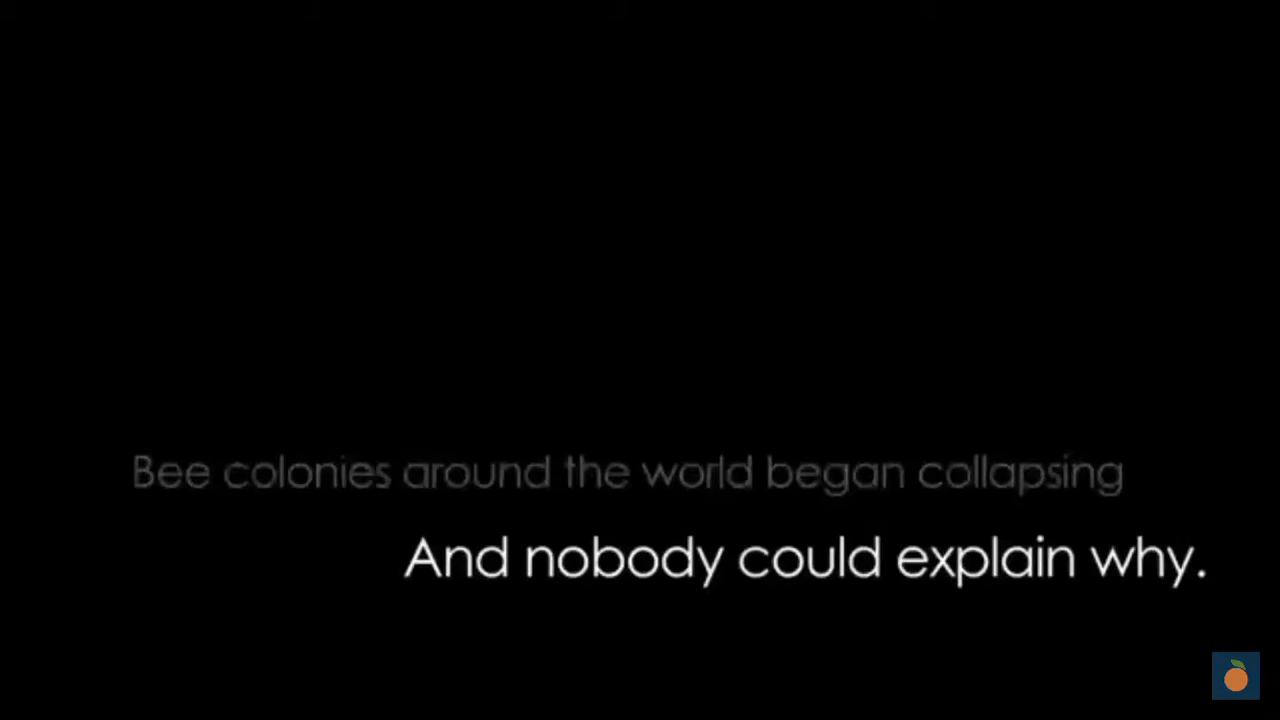 Bee colonies around the world began collapsing
And nobody could explain why.